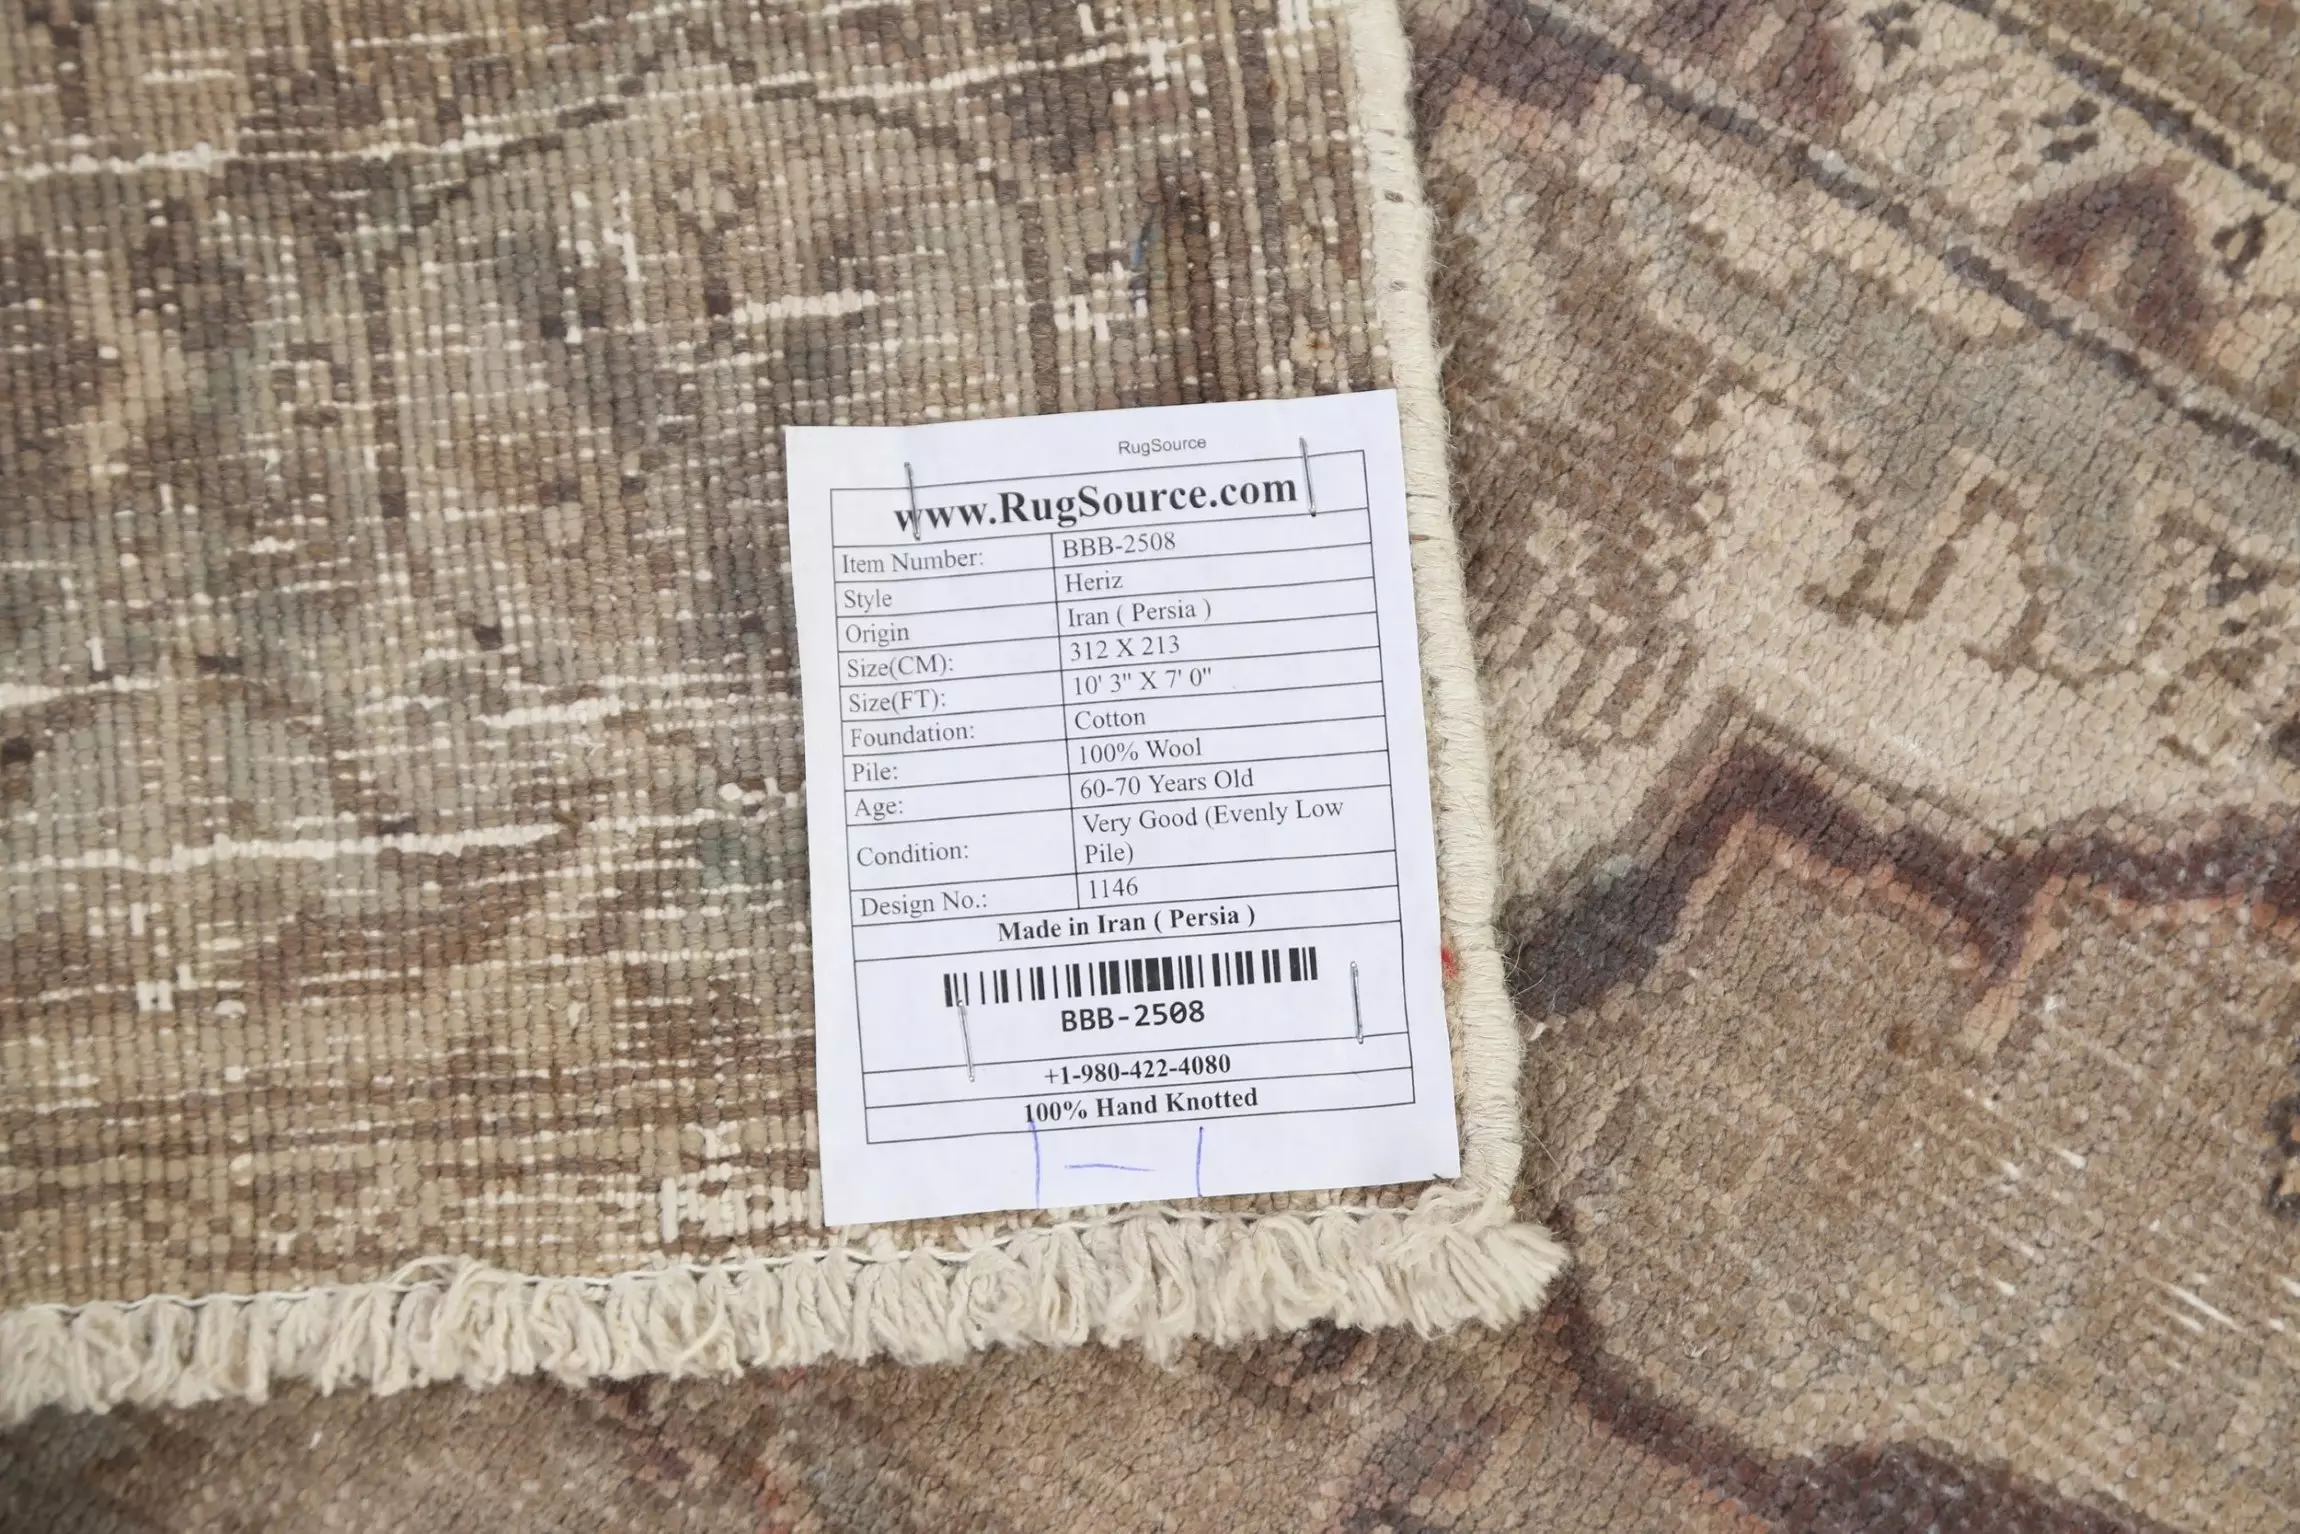 RugSource
www.RugSource.com
Item Number: BBB-2508
Style Heriz
Origin Iran ( Persia )
Size(CM): 312 X 213
Size(FT): 10' 3" X 7' 0"
Foundation: Cotton
Pile: 100% Wool
Age: 60-70 Years Old
Condition: Very Good (Evenly Low
Pile)
Design No.: 1146
Made in Iran ( Persia )
BBB-2508
+1-980-422-4080
100% Hand Knotted